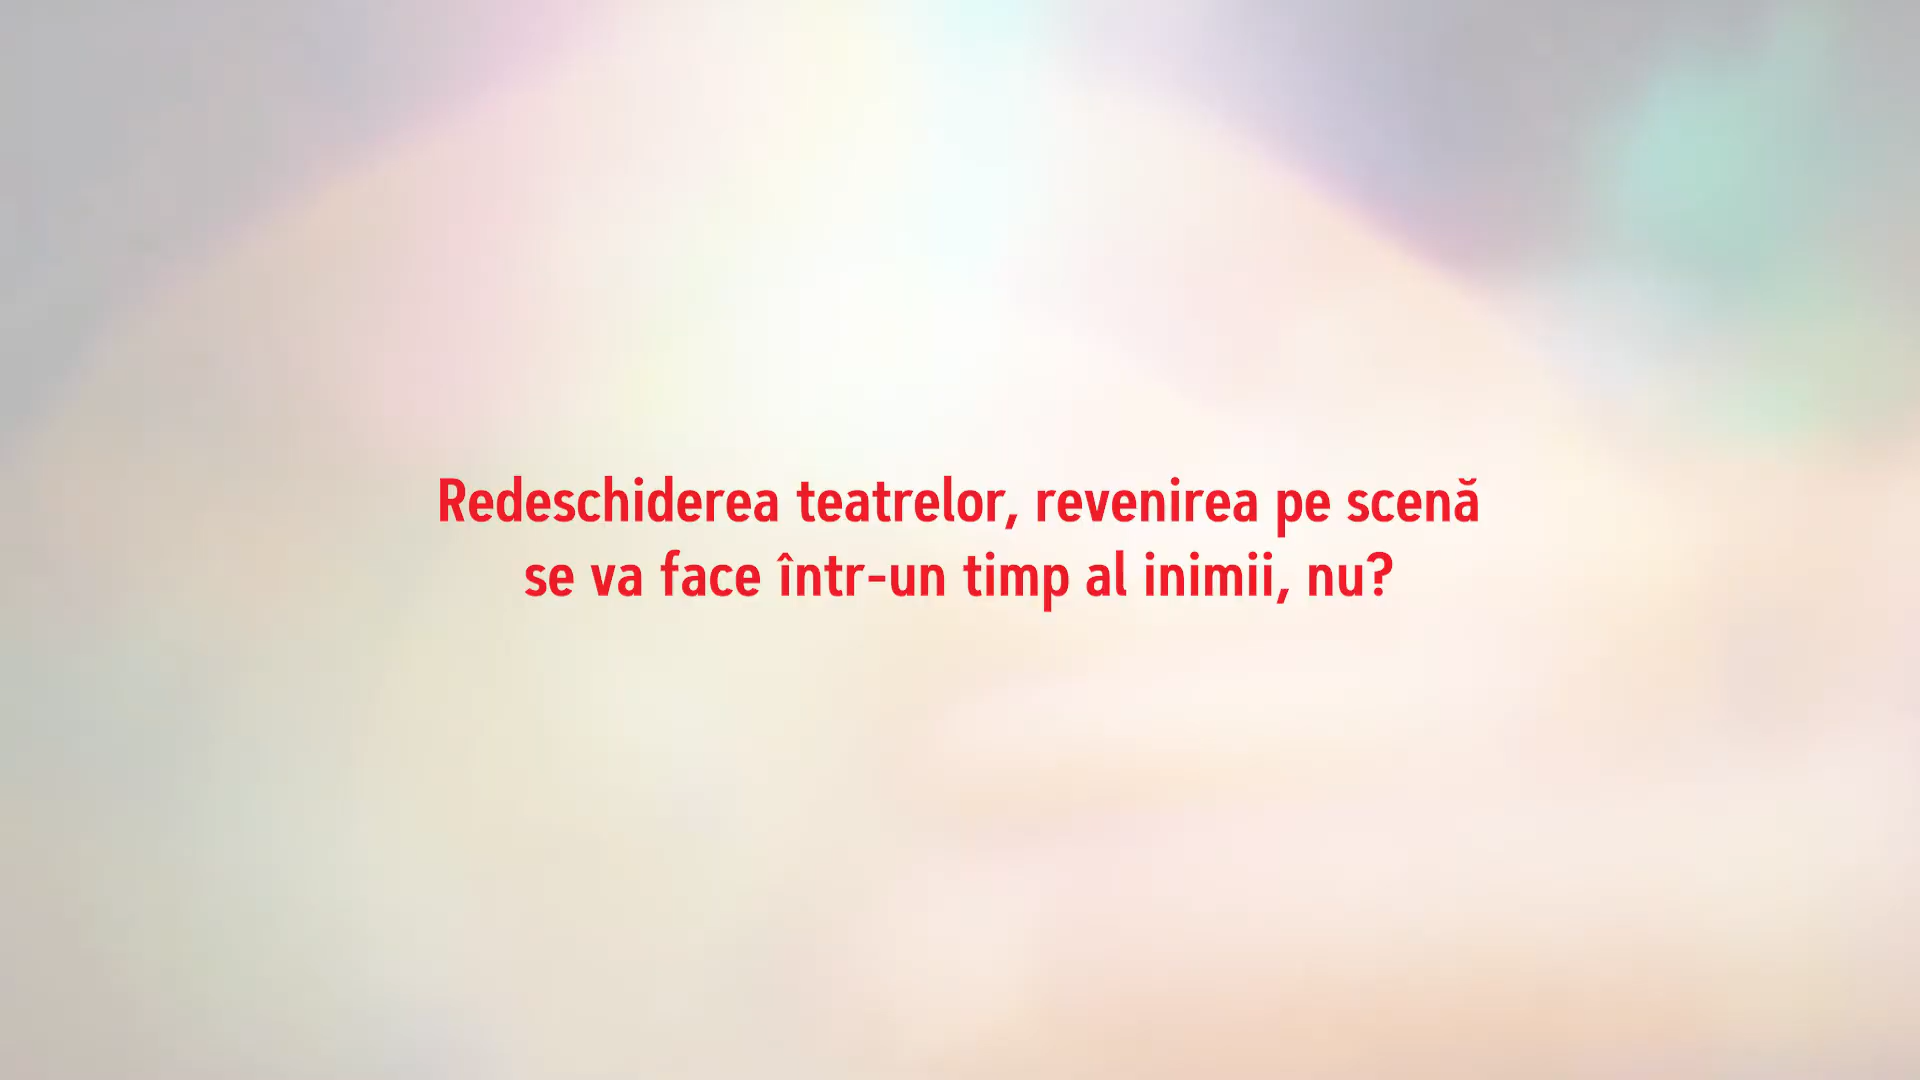 Redeschiderea teatrelor, revenirea pe scenă
se va face într-un timp al inimii, nu?